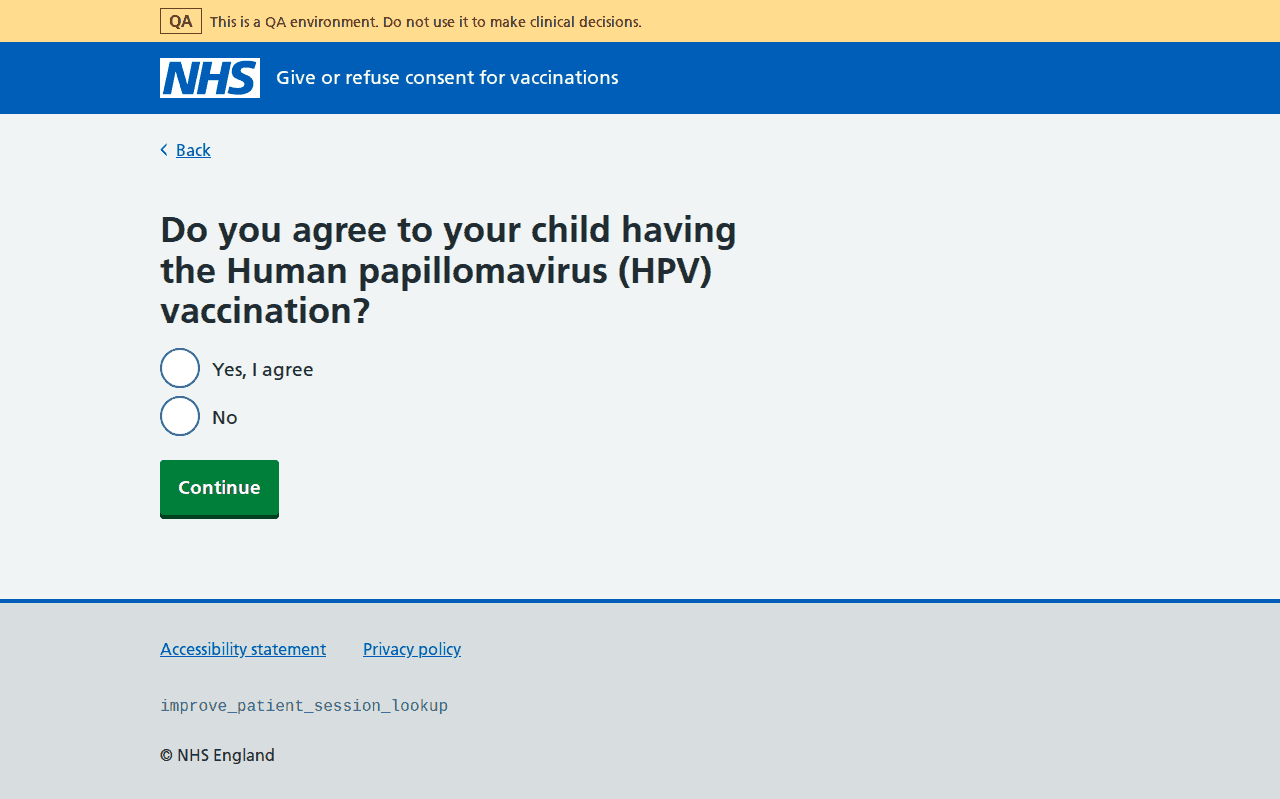 QA This is a QA environment. Do not use it to make clinical decisions.
NHS Give or refuse consent for vaccinations
Back
Do you agree to your child having
the Human papillomavirus (HPV)
vaccination?
Yes, I agree
No
Continue
Accessibility statement Privacy policy
improve_patient_session_lookup
© NHS England